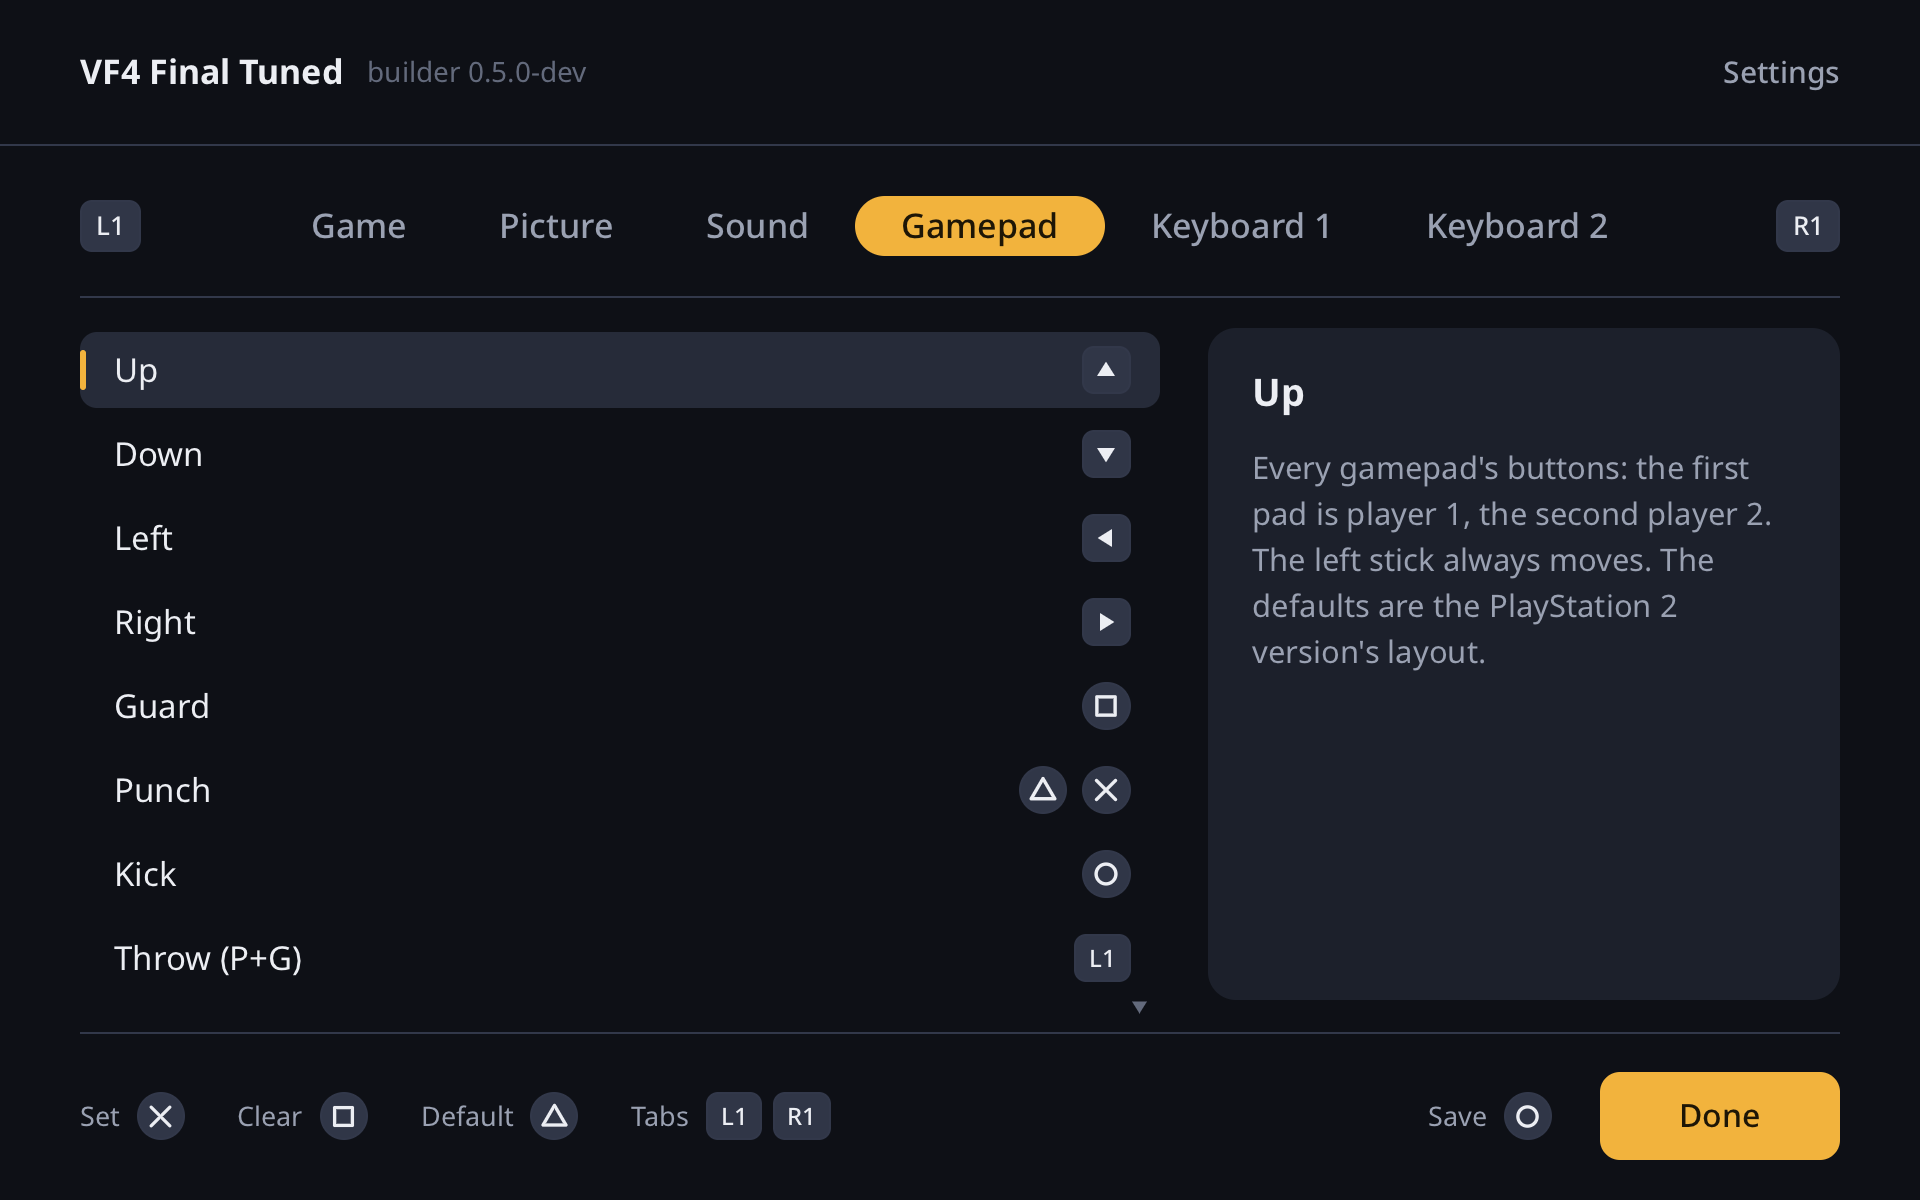 VF4 Final Tuned builder 0.5.0-dev Settings
L1 Game Picture Sound Gamepad Keyboard 1 Keyboard 2 R1
Up
Down
Left
Right
Guard
Punch
Kick
Throw (P+G) L1
Up
Every gamepad's buttons: the first
pad is player 1, the second player 2.
The left stick always moves. The
defaults are the PlayStation 2
version's layout.
Set Clear Default Tabs L1 R1 Save Done